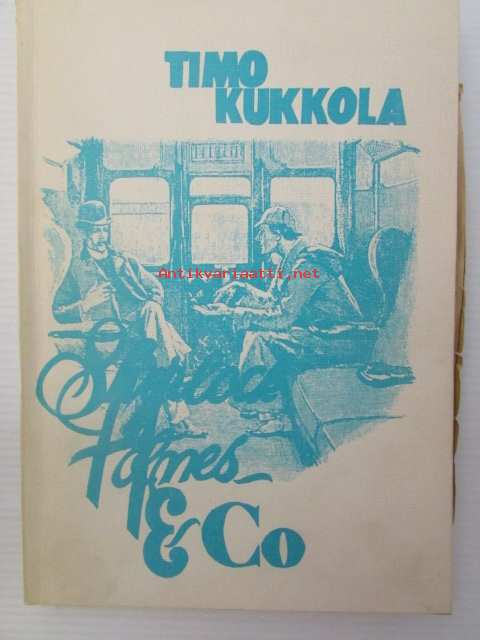 TIMO
KUKKOLA
Antikvariaatti.net
Sherlock
Holmes
& Co